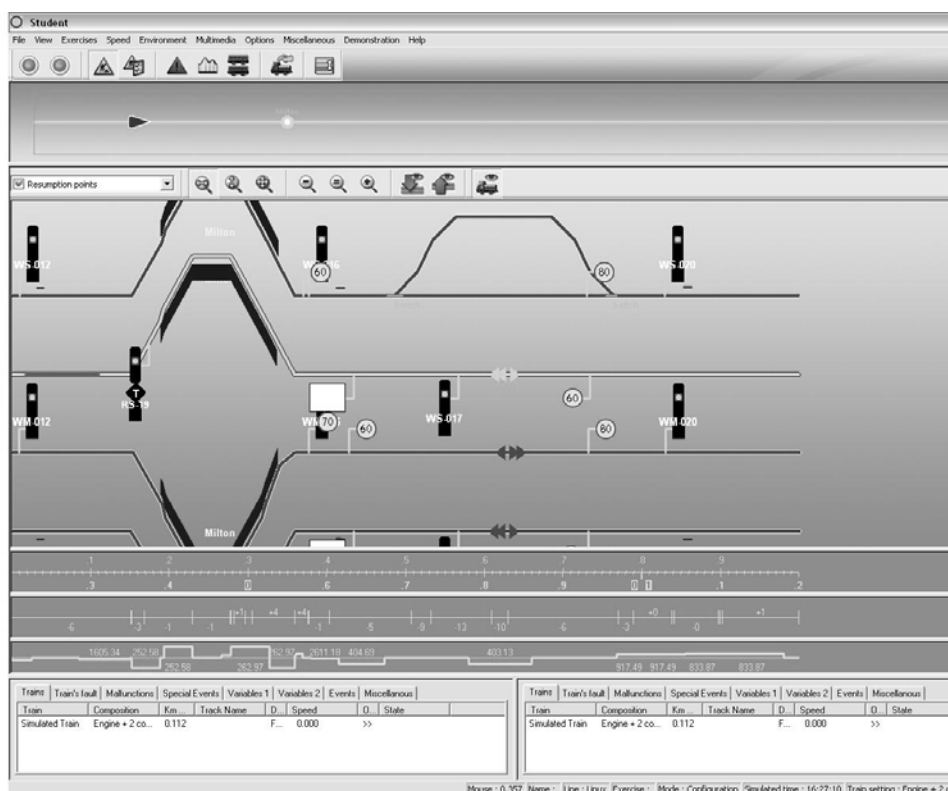 Student
File View Exercises Speed Environment Multimedia Options Miscellaneous Demonstration Help
Milton
Resumption points
Milton
WS-012 60 80 WS-020
RS-19
WM-012 70 60 WS-017 60 80 WM-020
Milton
.1 .2 .3 .4 .5 .6 .7 .8 .9
.3 .4 0 .6 .7 .8 .9 0 1 .1 .2
+1 +4 +4 +0 +1
-6 -3 -1 -1 -1 -5 -9 -13 -10 -6 -3 -0
1605.34 252.58 2611.18 404.69 403.13
252.58 262.97 917.49 917.49 833.87 833.87
Trains Train's fault Malfunctions Special Events Variables 1 Variables 2 Events Miscellanous
Train Composition Km ... Track Name D... Speed O... State
Simulated Train Engine + 2 co... 0.112 F... 0.000 >>
Trains Train's fault Malfunctions Special Events Variables 1 Variables 2 Events Miscellanous
Train Composition Km ... Track Name D... Speed O... State
Simulated Train Engine + 2 co... 0.112 F... 0.000 >>
Mouse : 0.357 Name : Line : Linux Exercise : Mode : Configuration Simulated time : 16:27:10 Train setting : Engine + 2